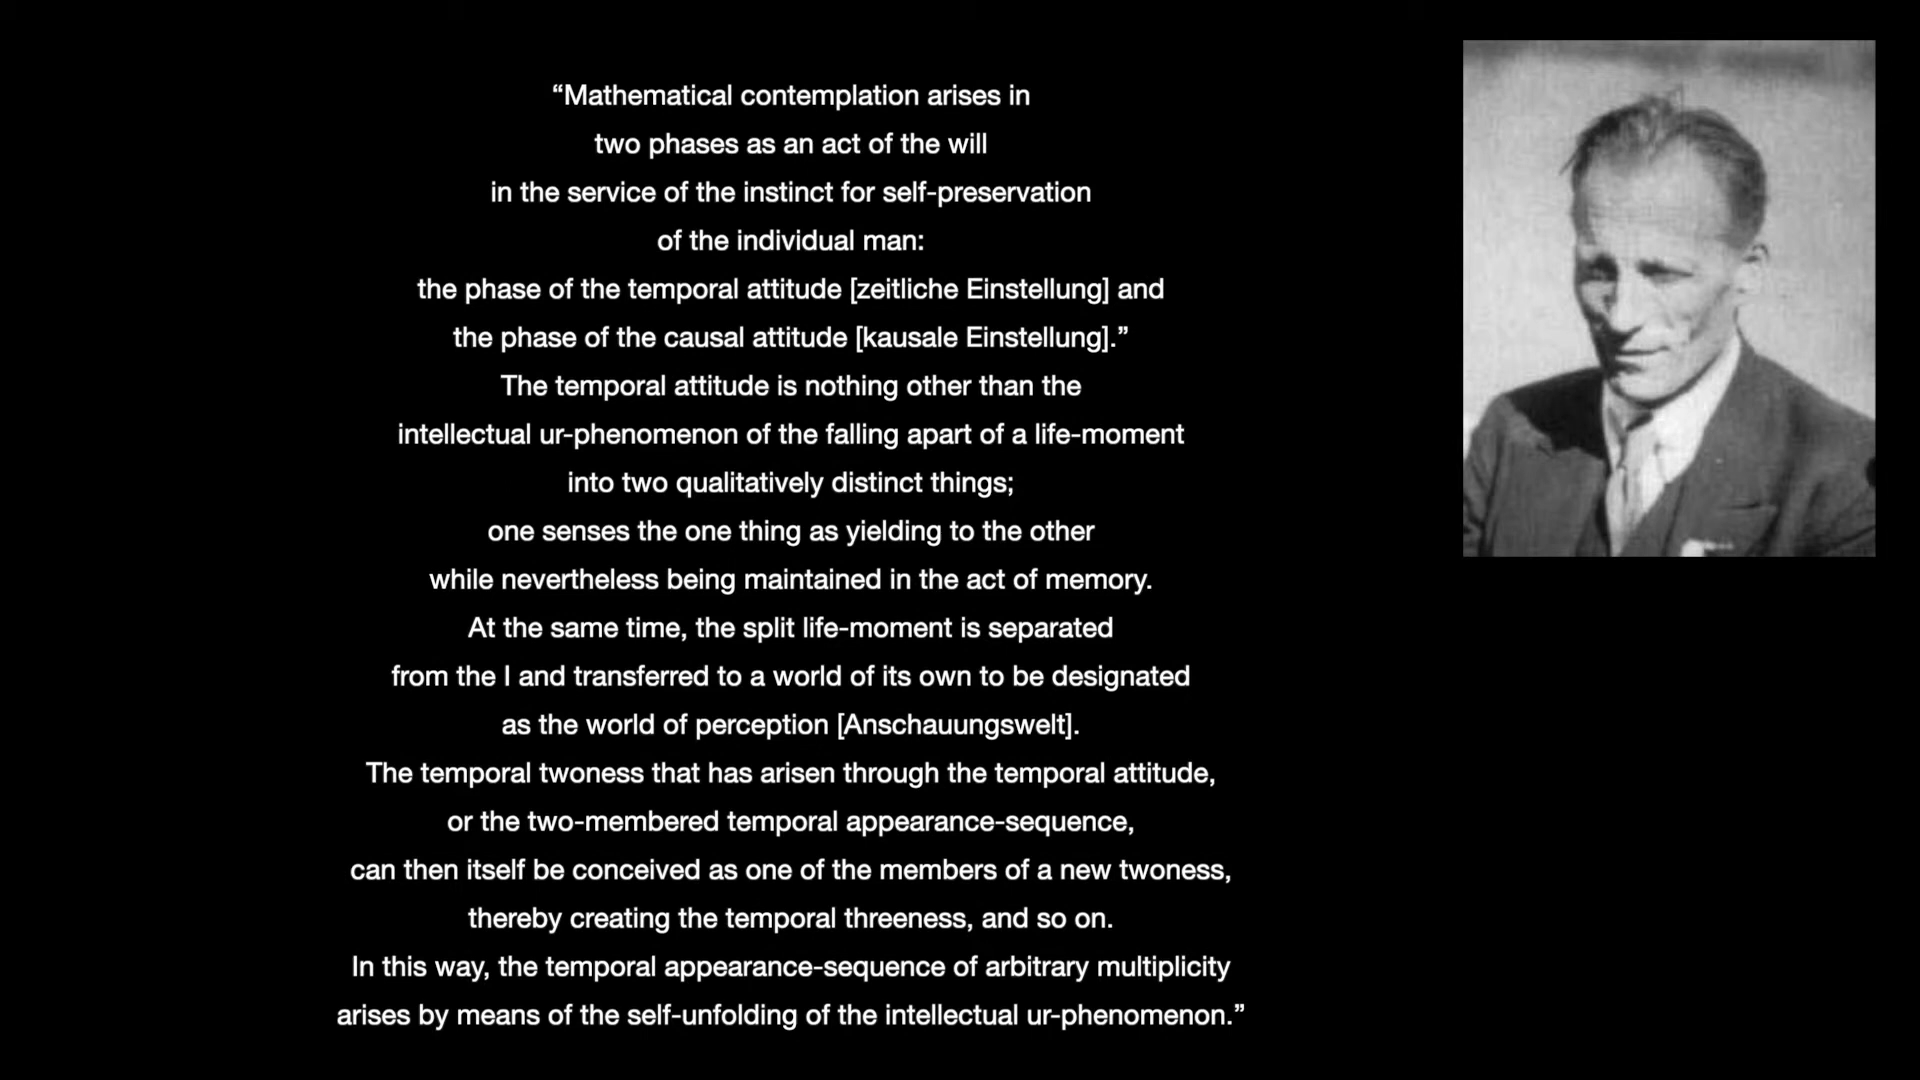 “Mathematical contemplation arises in
two phases as an act of the will
in the service of the instinct for self-preservation
of the individual man:
the phase of the temporal attitude [zeitliche Einstellung] and
the phase of the causal attitude [kausale Einstellung].”
The temporal attitude is nothing other than the
intellectual ur-phenomenon of the falling apart of a life-moment
into two qualitatively distinct things;
one senses the one thing as yielding to the other
while nevertheless being maintained in the act of memory.
At the same time, the split life-moment is separated
from the I and transferred to a world of its own to be designated
as the world of perception [Anschauungswelt].
The temporal twoness that has arisen through the temporal attitude,
or the two-membered temporal appearance-sequence,
can then itself be conceived as one of the members of a new twoness,
thereby creating the temporal threeness, and so on.
In this way, the temporal appearance-sequence of arbitrary multiplicity
arises by means of the self-unfolding of the intellectual ur-phenomenon.”